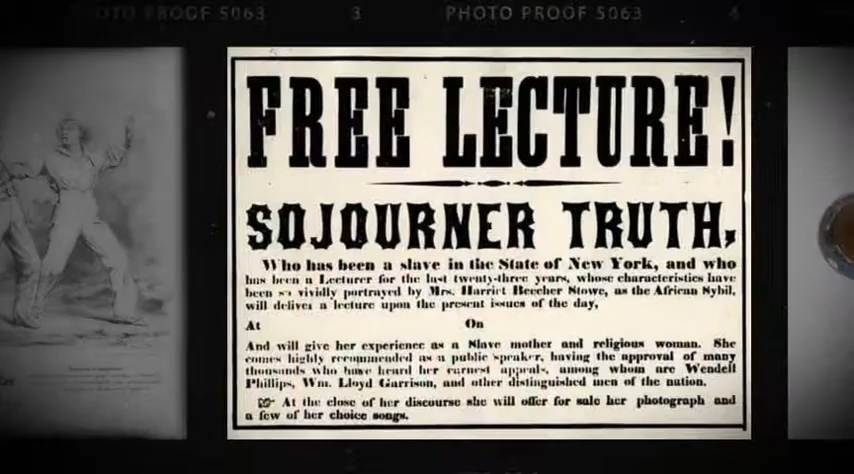 PHOTO PROOF 5063 3 PHOTO PROOF 5063 4
FREE LECTURE!
SOJOURNER TRUTH,
Who has been a slave in the State of New York, and who
has been a Lecturer for the last twenty-three years, whose characteristics have
been so vividly portrayed by Mrs. Harriet Beecher Stowe, as the African Sybil,
will deliver a lecture upon the present issues of the day,
At On
And will give her experience as a Slave mother and religious woman. She
comes highly recommended as a public speaker, having the approval of many
thousands who have heard her earnest appeals, among whom are Wendell
Phillips, Wm. Lloyd Garrison, and other distinguished men of the nation.
☞ At the close of her discourse she will offer for sale her photograph and
a few of her choice songs.